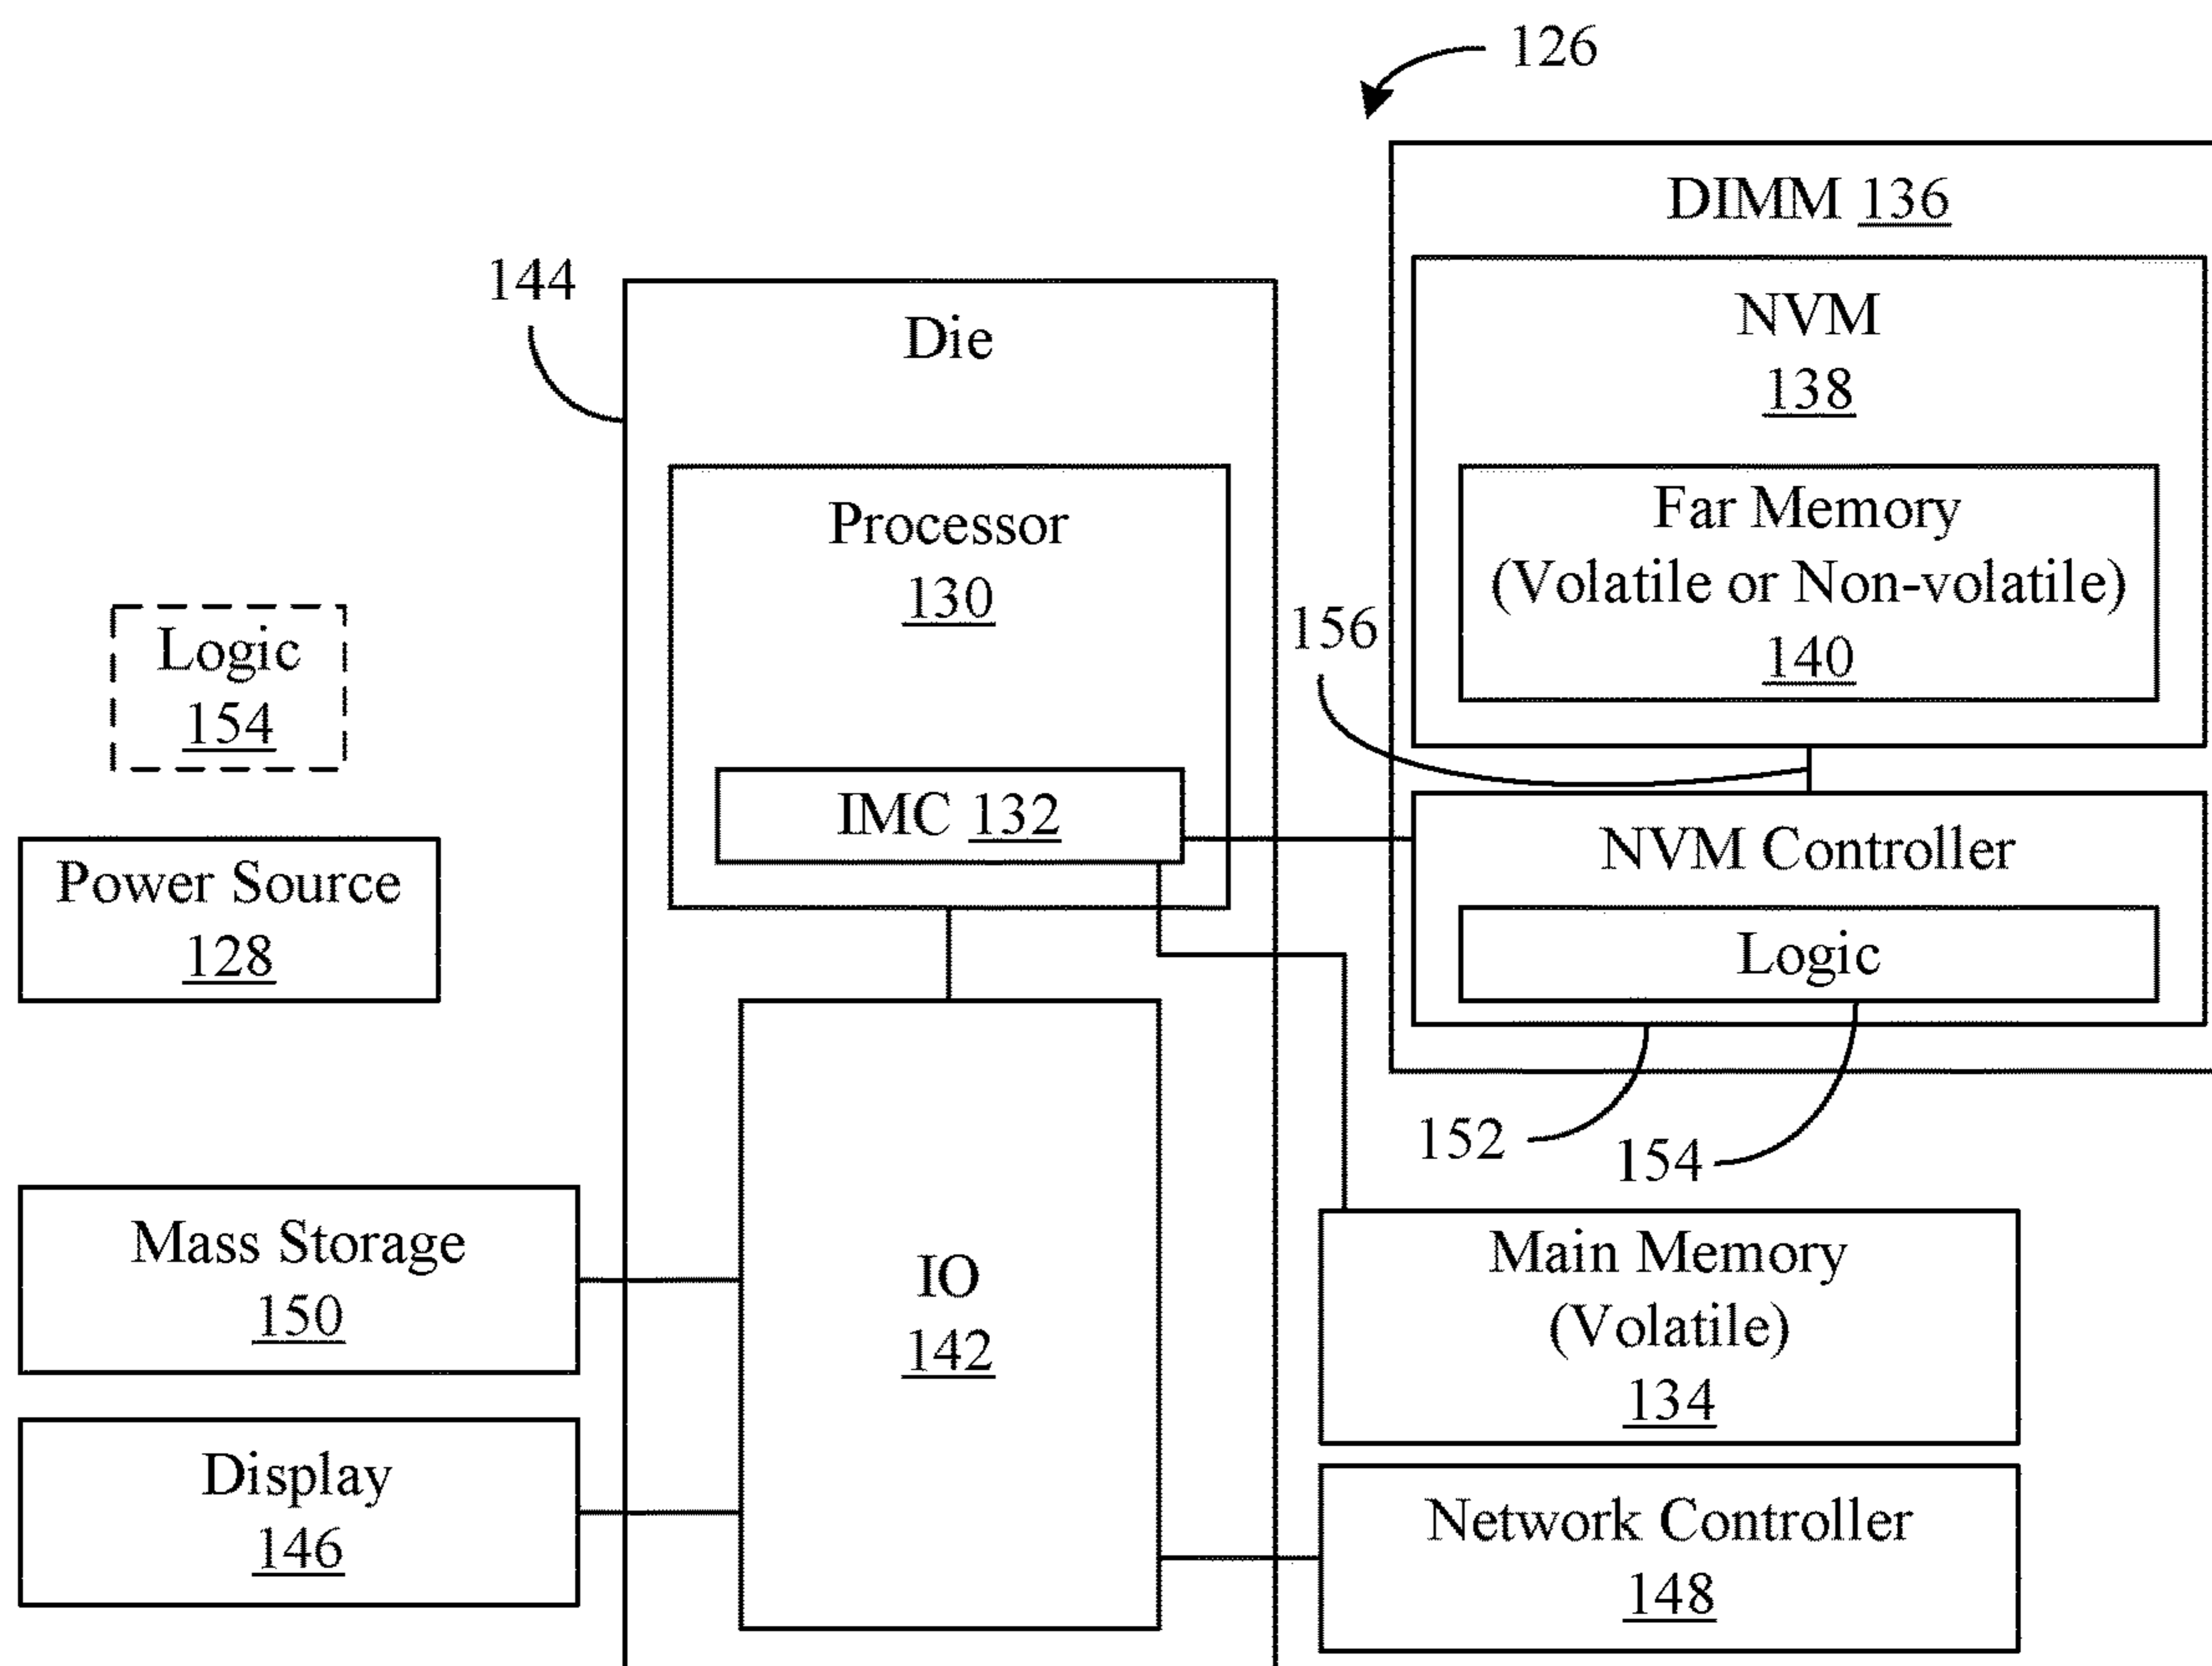 126
DIMM 136
NVM
138
Far Memory
(Volatile or Non-volatile)
140
156
NVM Controller
Logic
152
154
144
Die
Processor
130
IMC 132
IO
142
Logic
154
Power Source
128
Mass Storage
150
Display
146
Main Memory
(Volatile)
134
Network Controller
148